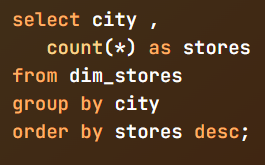 select city ,
count(*) as stores
from dim_stores
group by city
order by stores desc;